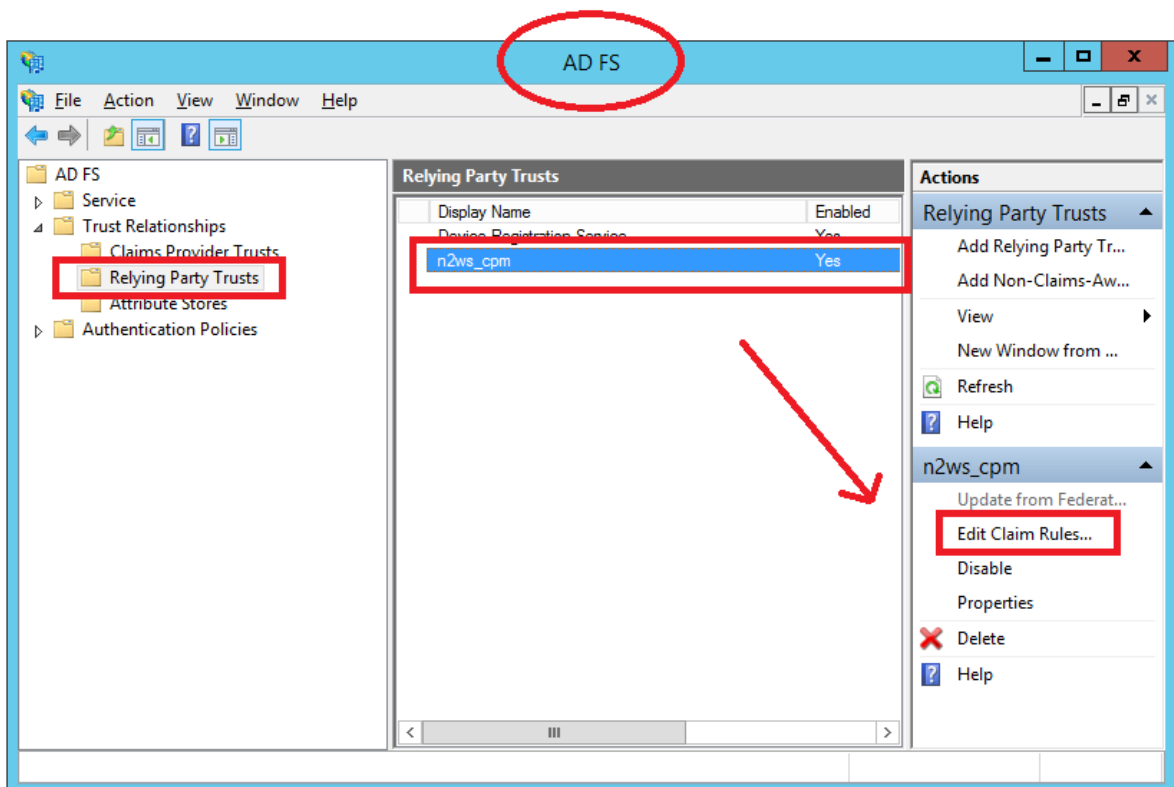 AD FS
File Action View Window Help
AD FS
Service
Trust Relationships
Claims Provider Trusts
Relying Party Trusts
Attribute Stores
Authentication Policies
Relying Party Trusts
Display Name Enabled
Device Registration Service Yes
n2ws_cpm Yes
Actions
Relying Party Trusts
Add Relying Party Tr...
Add Non-Claims-Aw...
View
New Window from ...
Refresh
Help
n2ws_cpm
Update from Federat...
Edit Claim Rules...
Disable
Properties
Delete
Help